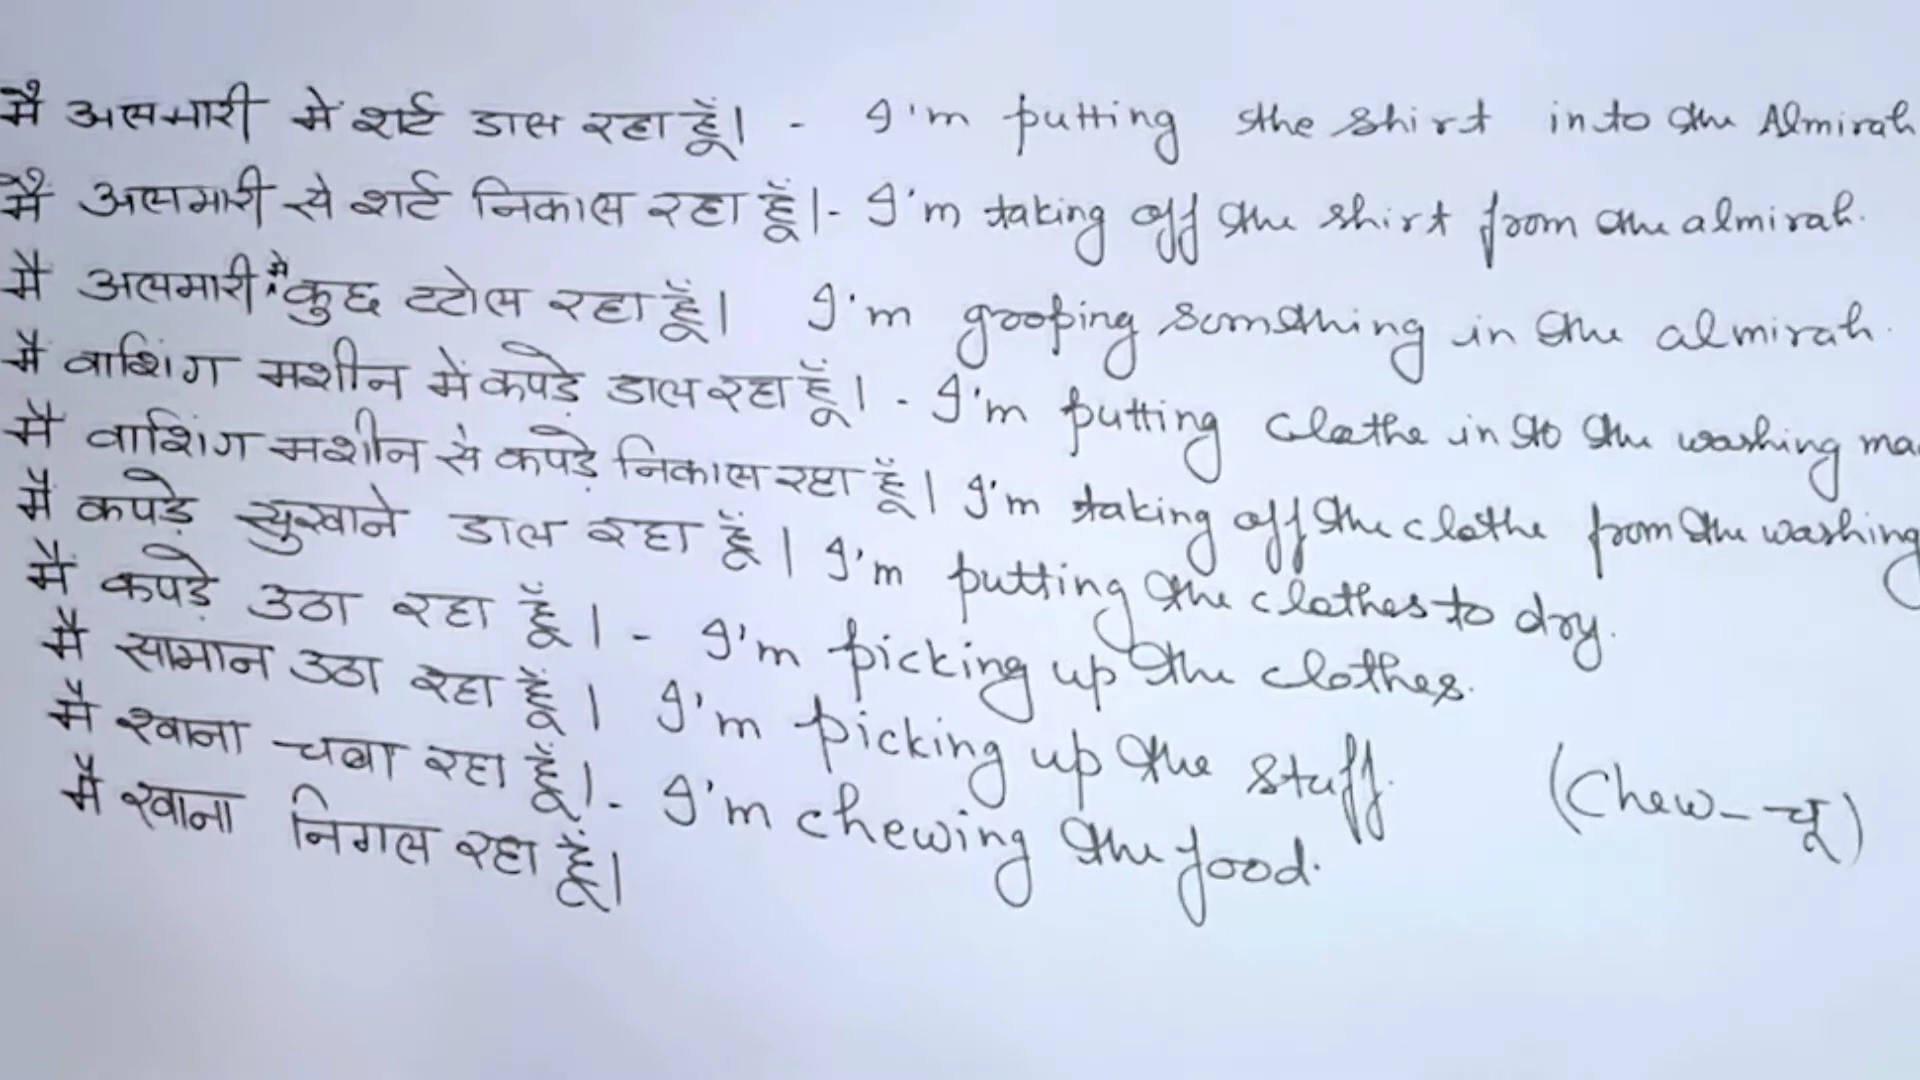 मै अलमारी मे शर्ट डाल रहा हूँ। - I'm putting the shirt into the Almirah
मै अलमारी से शर्ट निकाल रहा हूँ।- I'm taking off the shirt from the almirah.
मै अलमारी मे कुछ टटोल रहा हूँ। I'm grooping something in the almirah.
मै वाशिंग मशीन में कपड़े डाल रहा हूँ। - I'm putting clothe in to the washing ma
मै वाशिंग मशीन से कपड़े निकाल रहा हूँ। I'm taking off the clothe from the washing
मैं कपड़े सुखाने डाल रहा हूँ। I'm putting the clothes to dry.
मैं कपड़े उठा रहा हूँ। - I'm picking up the clothes.
मै सामान उठा रहा हूँ। I'm picking up the stuff.
मै खाना चबा रहा हूँ।- I'm chewing the food. (Chew - चू)
मै खाना निगल रहा हूँ।